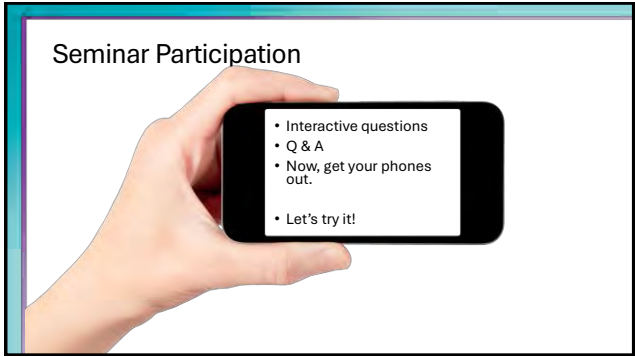 Seminar Participation
• Interactive questions
• Q & A
• Now, get your phones
out.
• Let's try it!